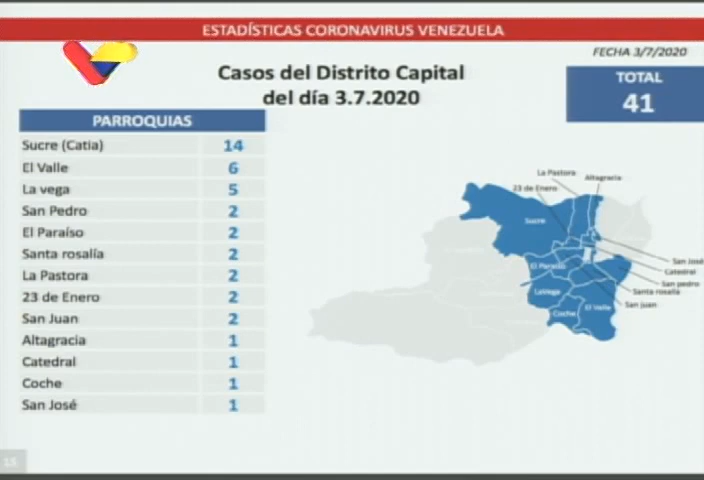 ESTADÍSTICAS CORONAVIRUS VENEZUELA
FECHA 3/7/2020
Casos del Distrito Capital
del día 3.7.2020
TOTAL
41
PARROQUIAS
Sucre (Catia) 14
El Valle 6
La vega 5
San Pedro 2
El Paraíso 2
Santa rosalía 2
La Pastora 2
23 de Enero 2
San Juan 2
Altagracia 1
Catedral 1
Coche 1
San José 1
La Pastora
Altagracia
23 de Enero
Sucre
San José
El Paraíso
Catedral
San pedro
LaVega
Santa rosalía
San juan
El Valle
Coche
15